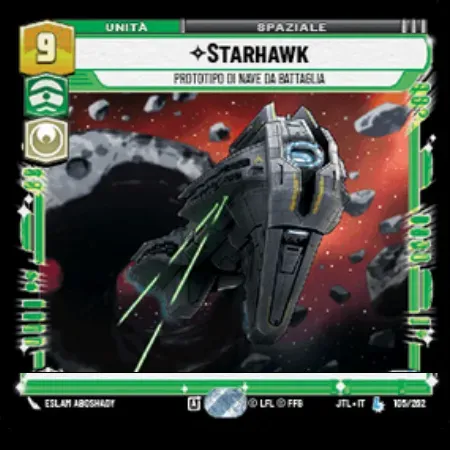 UNITÀ SPAZIALE
9
STARHAWK
PROTOTIPO DI NAVE DA BATTAGLIA
ESLAM ABOSHADY
A
© LFL © FFG
JTL • IT
105/262